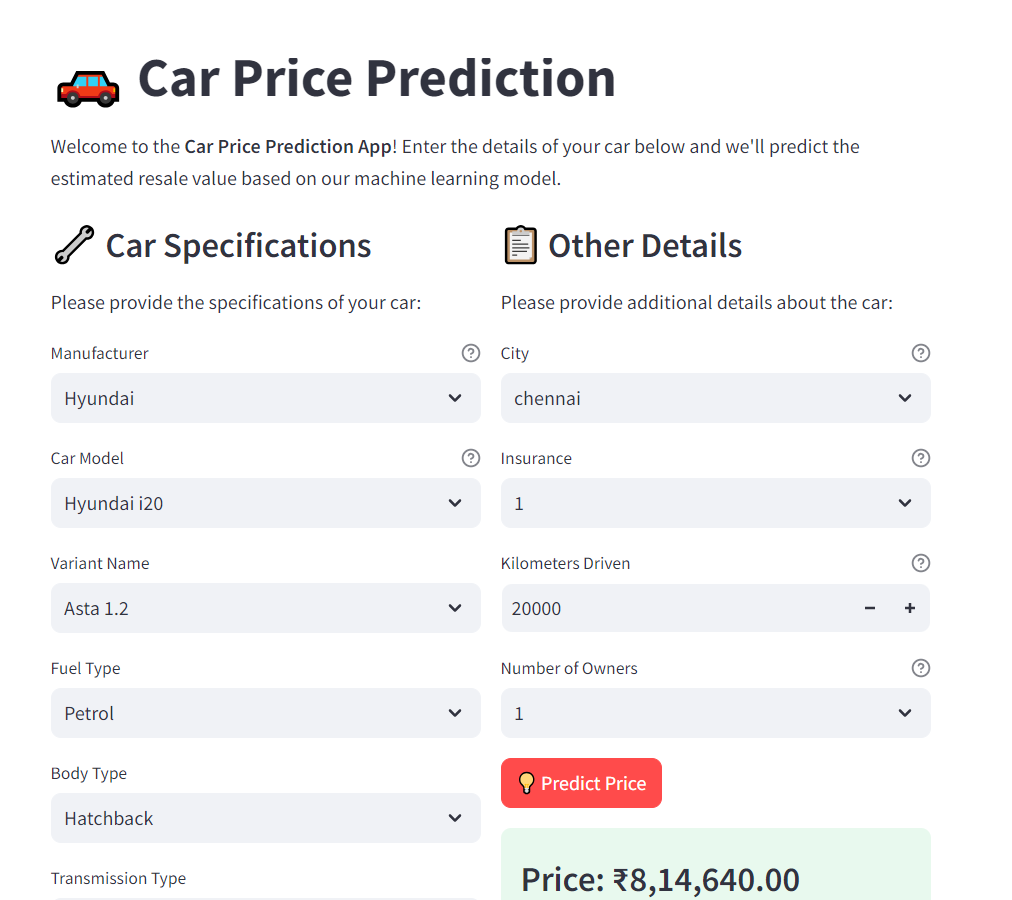 Car Price Prediction
Welcome to the Car Price Prediction App! Enter the details of your car below and we'll predict the
estimated resale value based on our machine learning model.
Car Specifications
Please provide the specifications of your car:
Manufacturer
Hyundai
Car Model
Hyundai i20
Variant Name
Asta 1.2
Fuel Type
Petrol
Body Type
Hatchback
Transmission Type
Other Details
Please provide additional details about the car:
City
chennai
Insurance
1
Kilometers Driven
20000
Number of Owners
1
Predict Price
Price: ₹8,14,640.00